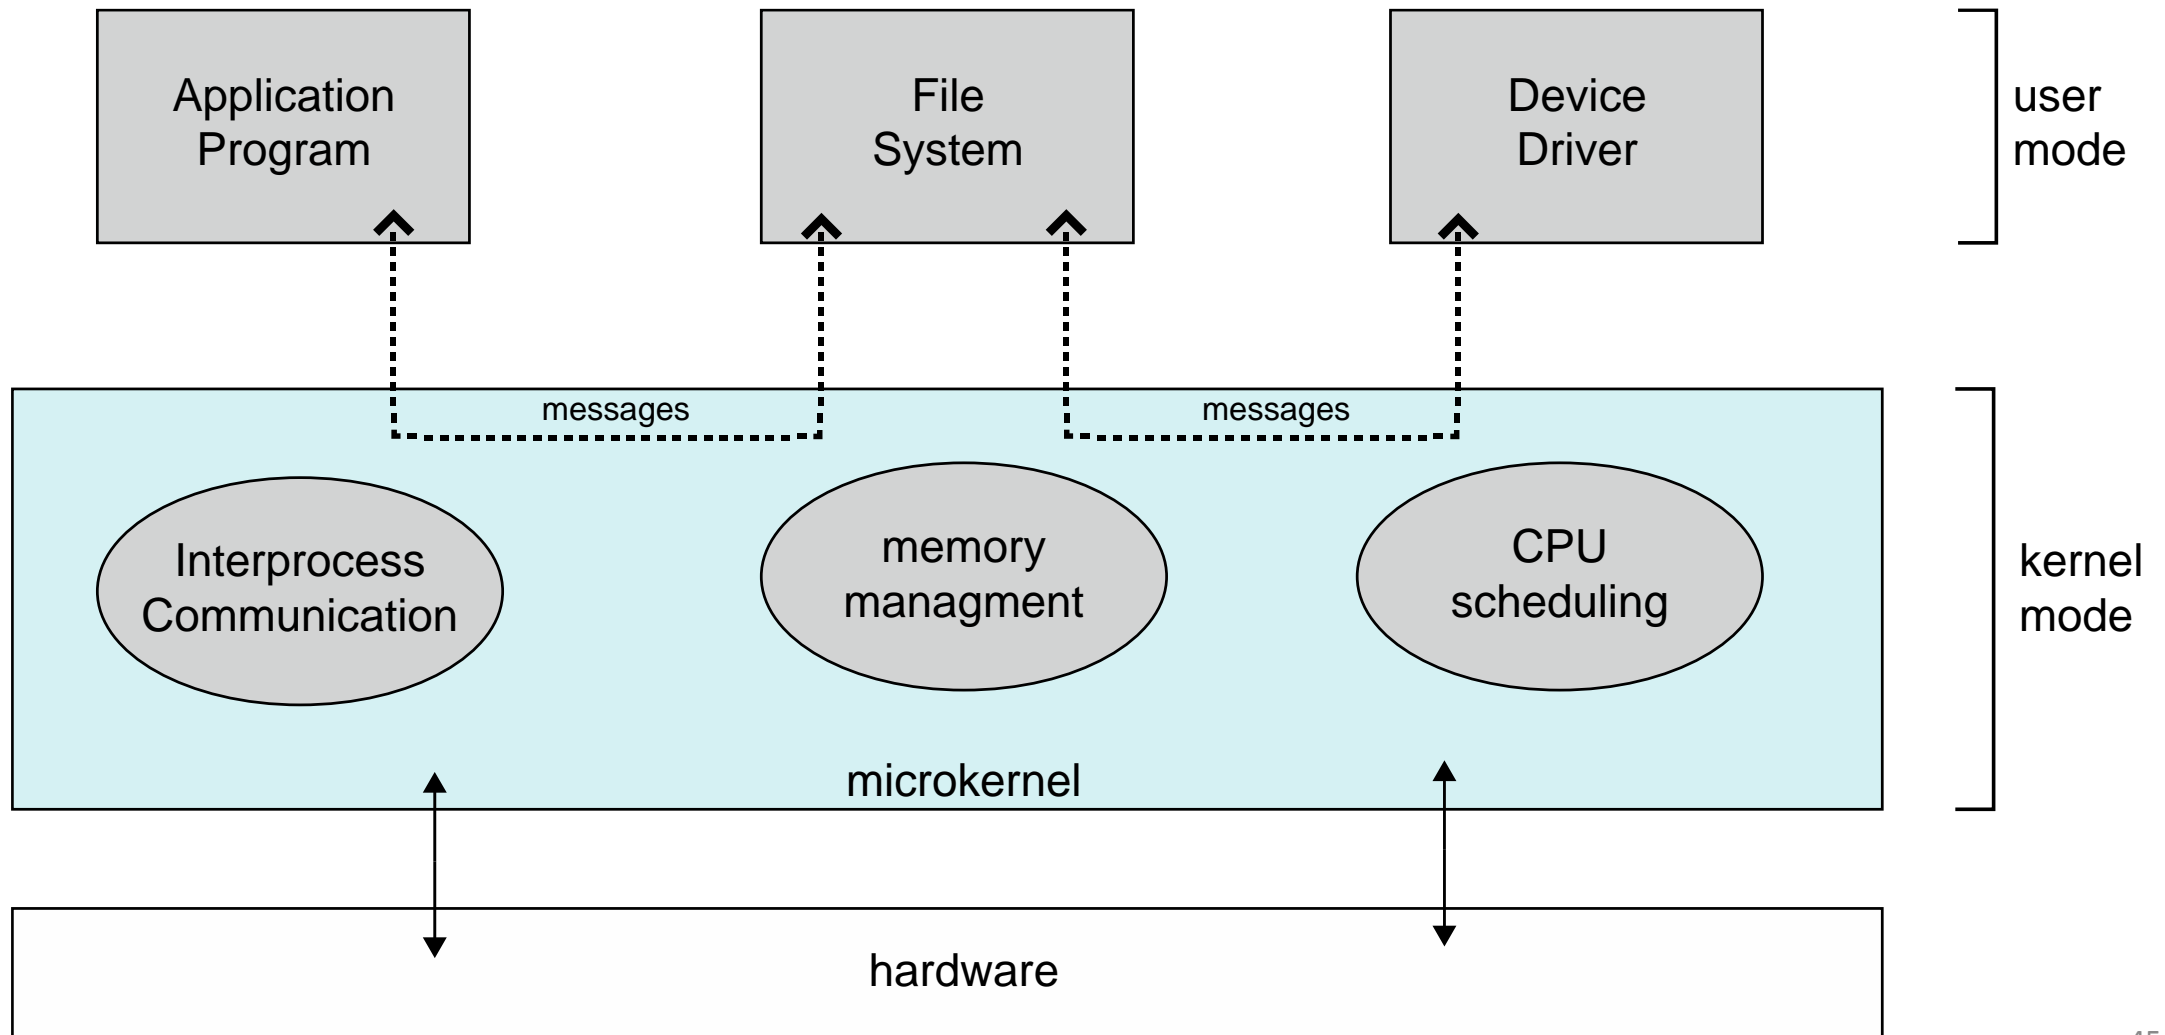 Application
Program
File
System
Device
Driver
user
mode
messages
messages
Interprocess
Communication
memory
managment
CPU
scheduling
kernel
mode
microkernel
hardware